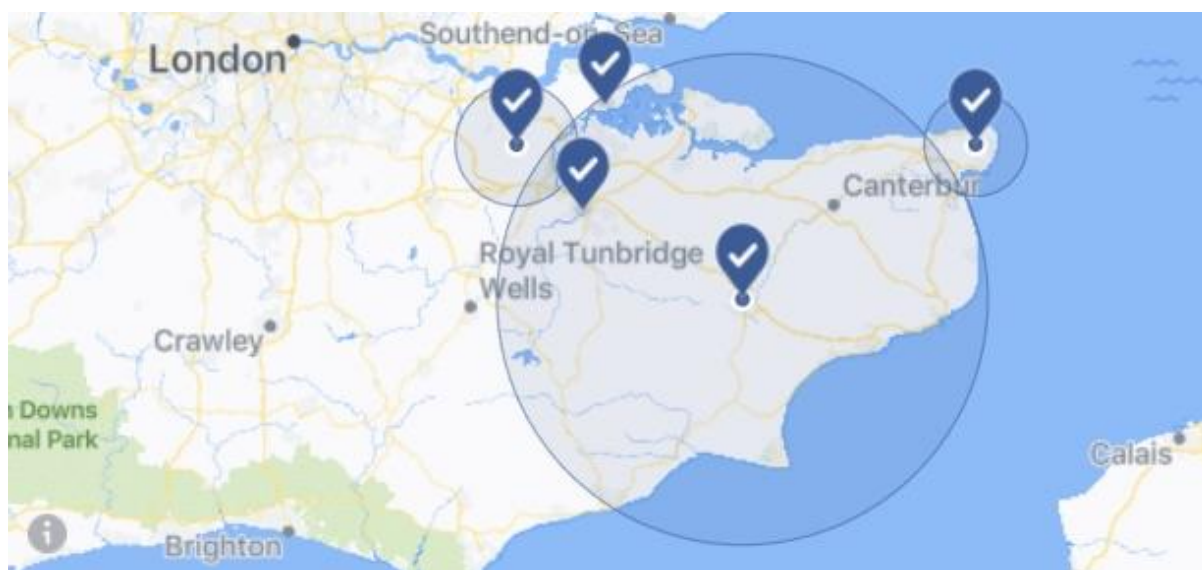 Southend-on-Sea
London
Canterbur
Royal Tunbridge
Wells
Crawley
n Downs
nal Park
Calais
Brighton